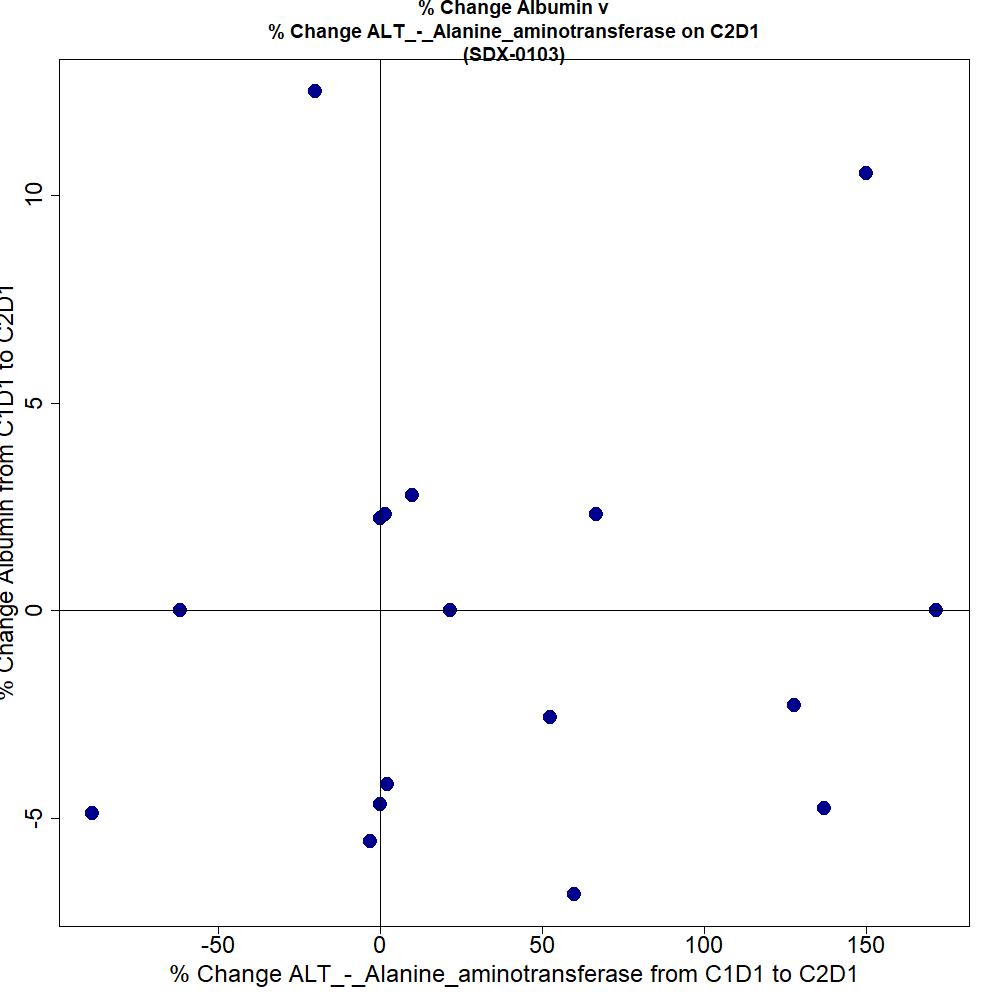 % Change Albumin v
% Change ALT_-_Alanine_aminotransferase on C2D1
(SDX-0103)
% Change Albumin from C1D1 to C2D1
10
5
0
-5
-50
0
50
100
150
% Change ALT_-_Alanine_aminotransferase from C1D1 to C2D1